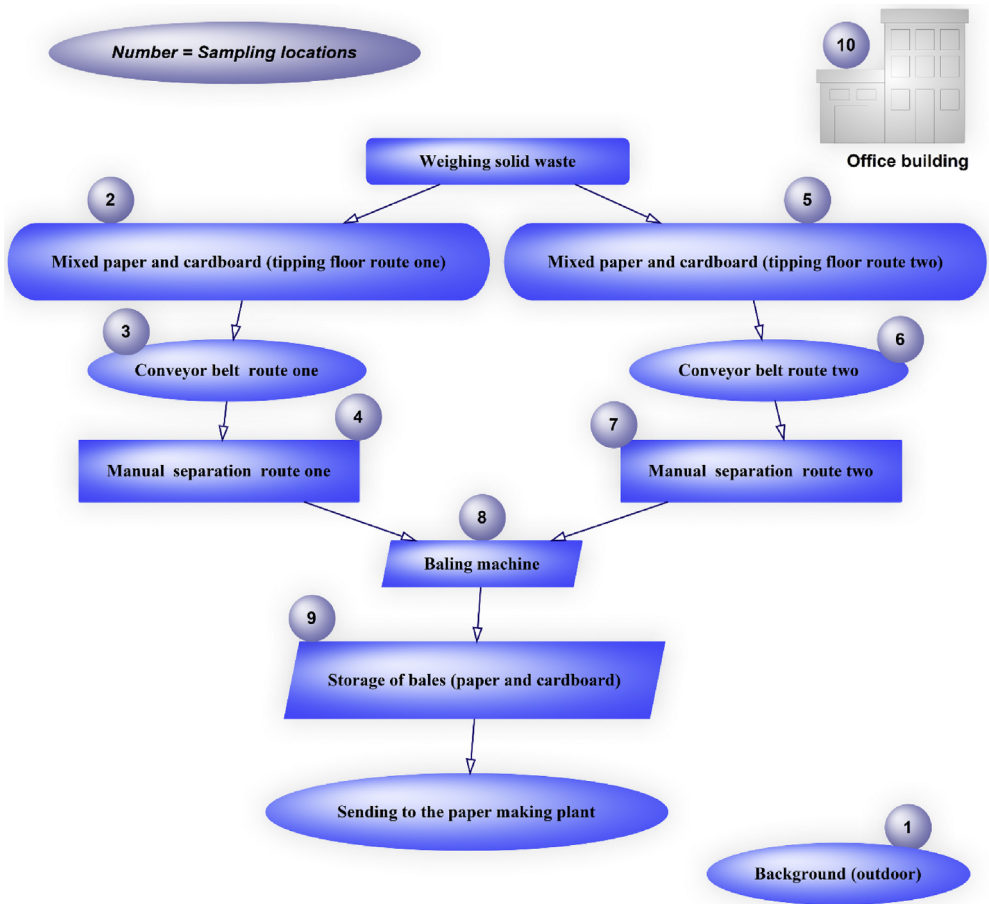 Number = Sampling locations
10
Office building
Weighing solid waste
2
5
Mixed paper and cardboard (tipping floor route one)
Mixed paper and cardboard (tipping floor route two)
3
6
Conveyor belt route one
Conveyor belt route two
4
7
Manual separation route one
Manual separation route two
8
Baling machine
9
Storage of bales (paper and cardboard)
Sending to the paper making plant
1
Background (outdoor)